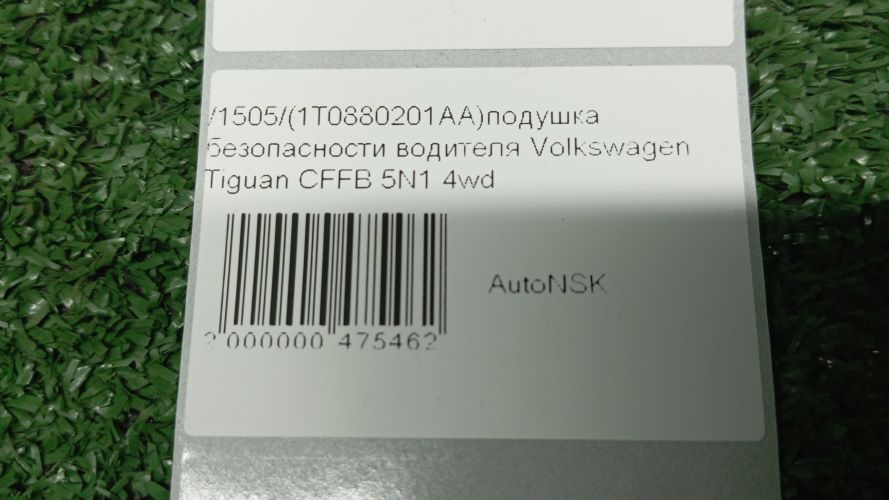 /1505/(1T0880201AA)подушка
безопасности водителя Volkswagen
Tiguan CFFB 5N1 4wd
AutoNSK
2 000000 475462